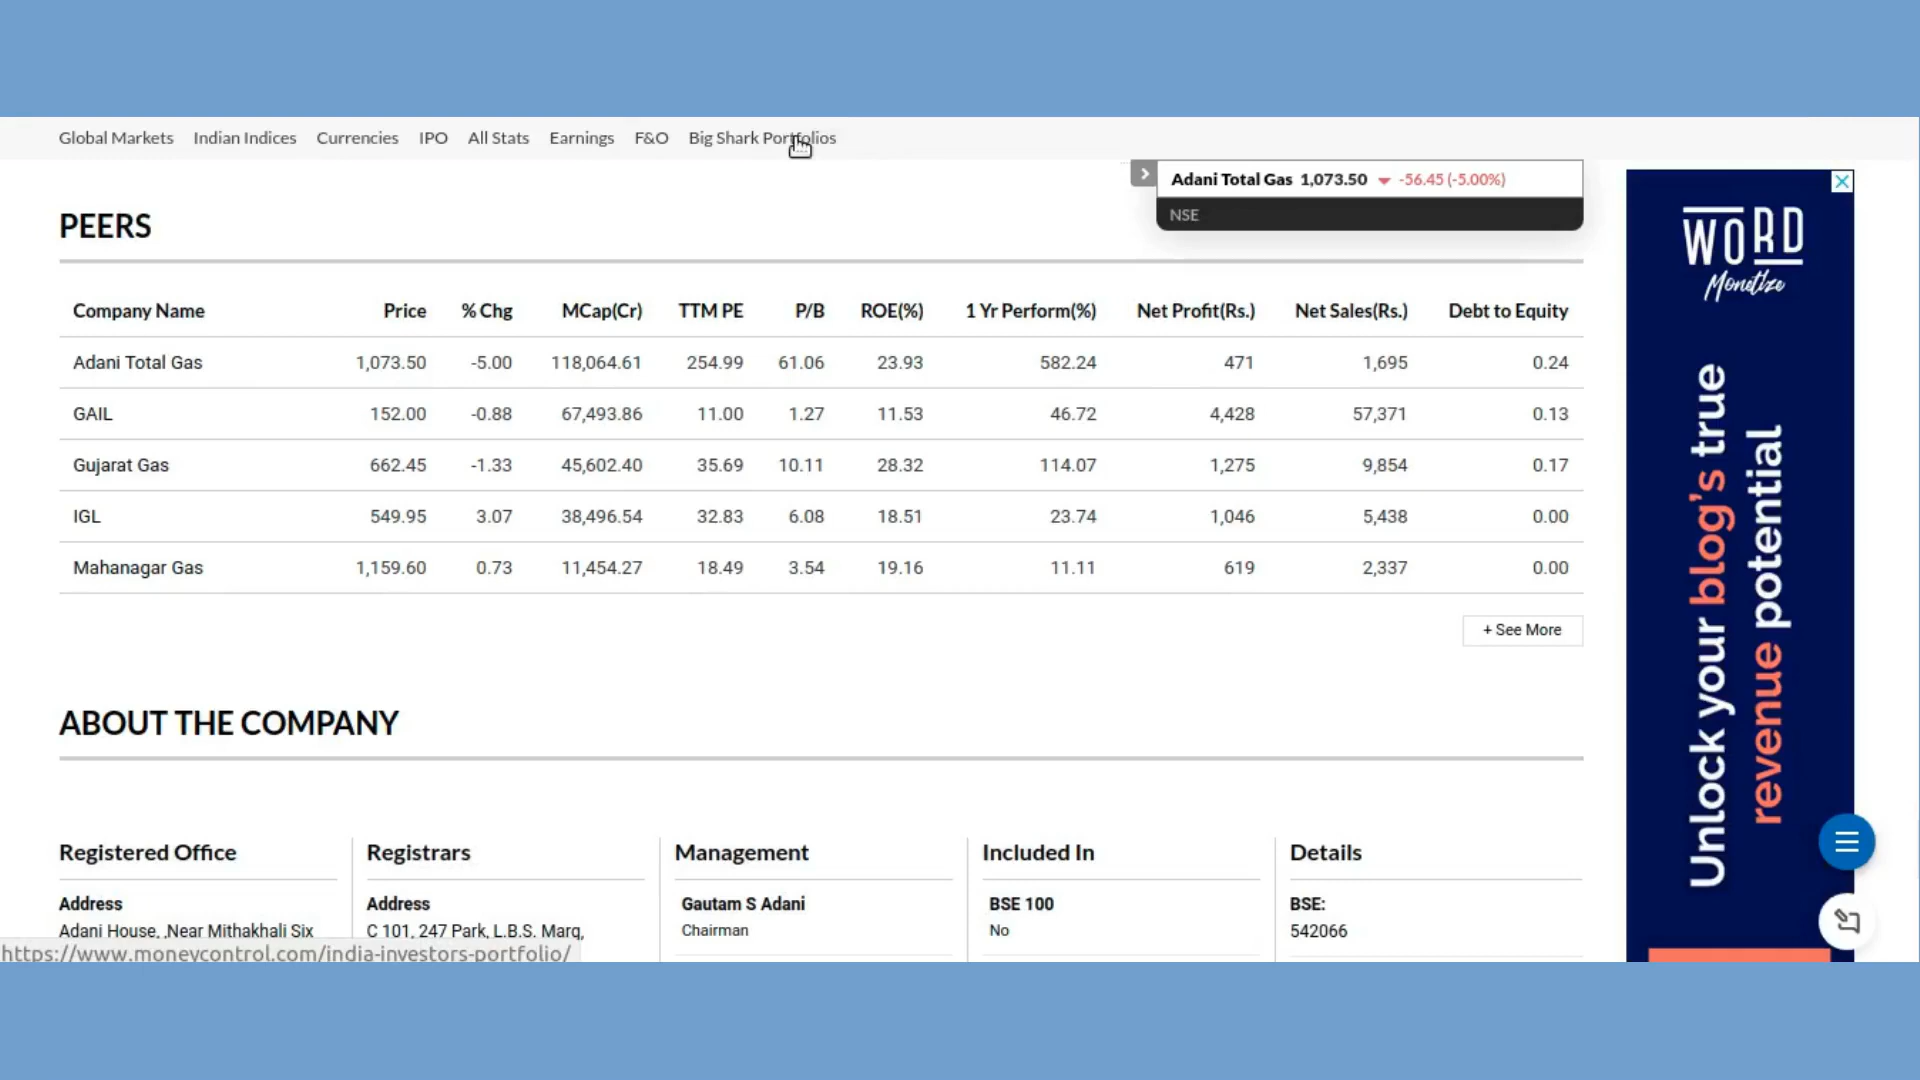 Global Markets Indian Indices Currencies IPO All Stats Earnings F&O Big Shark Portfolios
Adani Total Gas 1,073.50 -56.45 (-5.00%)
NSE
PEERS
Company Name Price % Chg MCap(Cr) TTM PE P/B ROE(%) 1 Yr Perform(%) Net Profit(Rs.) Net Sales(Rs.) Debt to Equity
Adani Total Gas 1,073.50 -5.00 118,064.61 254.99 61.06 23.93 582.24 471 1,695 0.24
GAIL 152.00 -0.88 67,493.86 11.00 1.27 11.53 46.72 4,428 57,371 0.13
Gujarat Gas 662.45 -1.33 45,602.40 35.69 10.11 28.32 114.07 1,275 9,854 0.17
IGL 549.95 3.07 38,496.54 32.83 6.08 18.51 23.74 1,046 5,438 0.00
Mahanagar Gas 1,159.60 0.73 11,454.27 18.49 3.54 19.16 11.11 619 2,337 0.00
+ See More
ABOUT THE COMPANY
Registered Office
Address
Adani House, ,Near Mithakhali Six
Registrars
Address
C 101, 247 Park, L.B.S. Marg,
Management
Gautam S Adani
Chairman
Included In
BSE 100
No
Details
BSE:
542066
https://www.moneycontrol.com/india-investors-portfolio/
WORD
Monetize
Unlock your blog's true
revenue potential